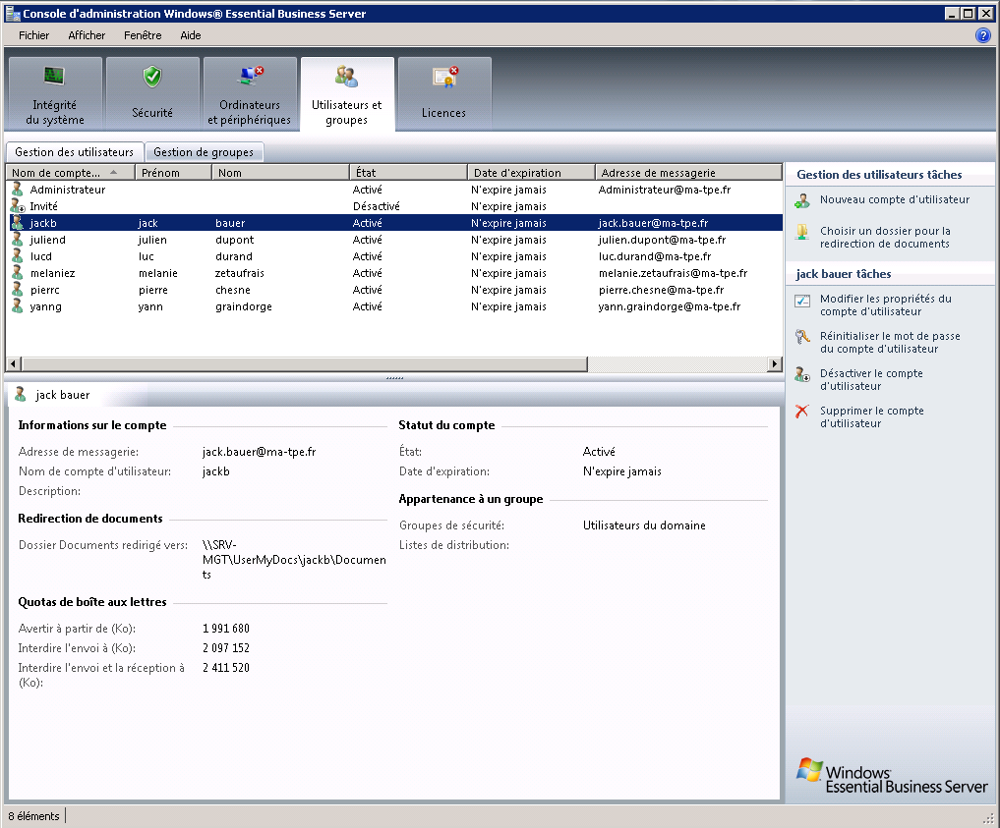 Console d'administration Windows® Essential Business Server
Fichier Afficher Fenêtre Aide
Intégrité du système
Sécurité
Ordinateurs et périphériques
Utilisateurs et groupes
Licences
Gestion des utilisateurs Gestion de groupes
Nom de compte... Prénom Nom État Date d'expiration Adresse de messagerie
Administrateur Activé N'expire jamais Administrateur@ma-tpe.fr
Invité Désactivé N'expire jamais
jackb jack bauer Activé N'expire jamais jack.bauer@ma-tpe.fr
juliend julien dupont Activé N'expire jamais julien.dupont@ma-tpe.fr
lucd luc durand Activé N'expire jamais luc.durand@ma-tpe.fr
melaniez melanie zetaufrais Activé N'expire jamais melanie.zetaufrais@ma-tpe.fr
pierrc pierre chesne Activé N'expire jamais pierre.chesne@ma-tpe.fr
yanng yann graindorge Activé N'expire jamais yann.graindorge@ma-tpe.fr
jack bauer
Informations sur le compte
Adresse de messagerie: jack.bauer@ma-tpe.fr
Nom de compte d'utilisateur: jackb
Description:
Redirection de documents
Dossier Documents redirigé vers: \\SRV-
MGT\UserMyDocs\jackb\Documen
ts
Quotas de boîte aux lettres
Avertir à partir de (Ko): 1 991 680
Interdire l'envoi à (Ko): 2 097 152
Interdire l'envoi et la réception à 2 411 520
(Ko):
Statut du compte
État: Activé
Date d'expiration: N'expire jamais
Appartenance à un groupe
Groupes de sécurité: Utilisateurs du domaine
Listes de distribution:
Gestion des utilisateurs tâches
Nouveau compte d'utilisateur
Choisir un dossier pour la
redirection de documents
jack bauer tâches
Modifier les propriétés du
compte d'utilisateur
Réinitialiser le mot de passe
du compte d'utilisateur
Désactiver le compte
d'utilisateur
Supprimer le compte
d'utilisateur
Windows
Essential Business Server
8 éléments